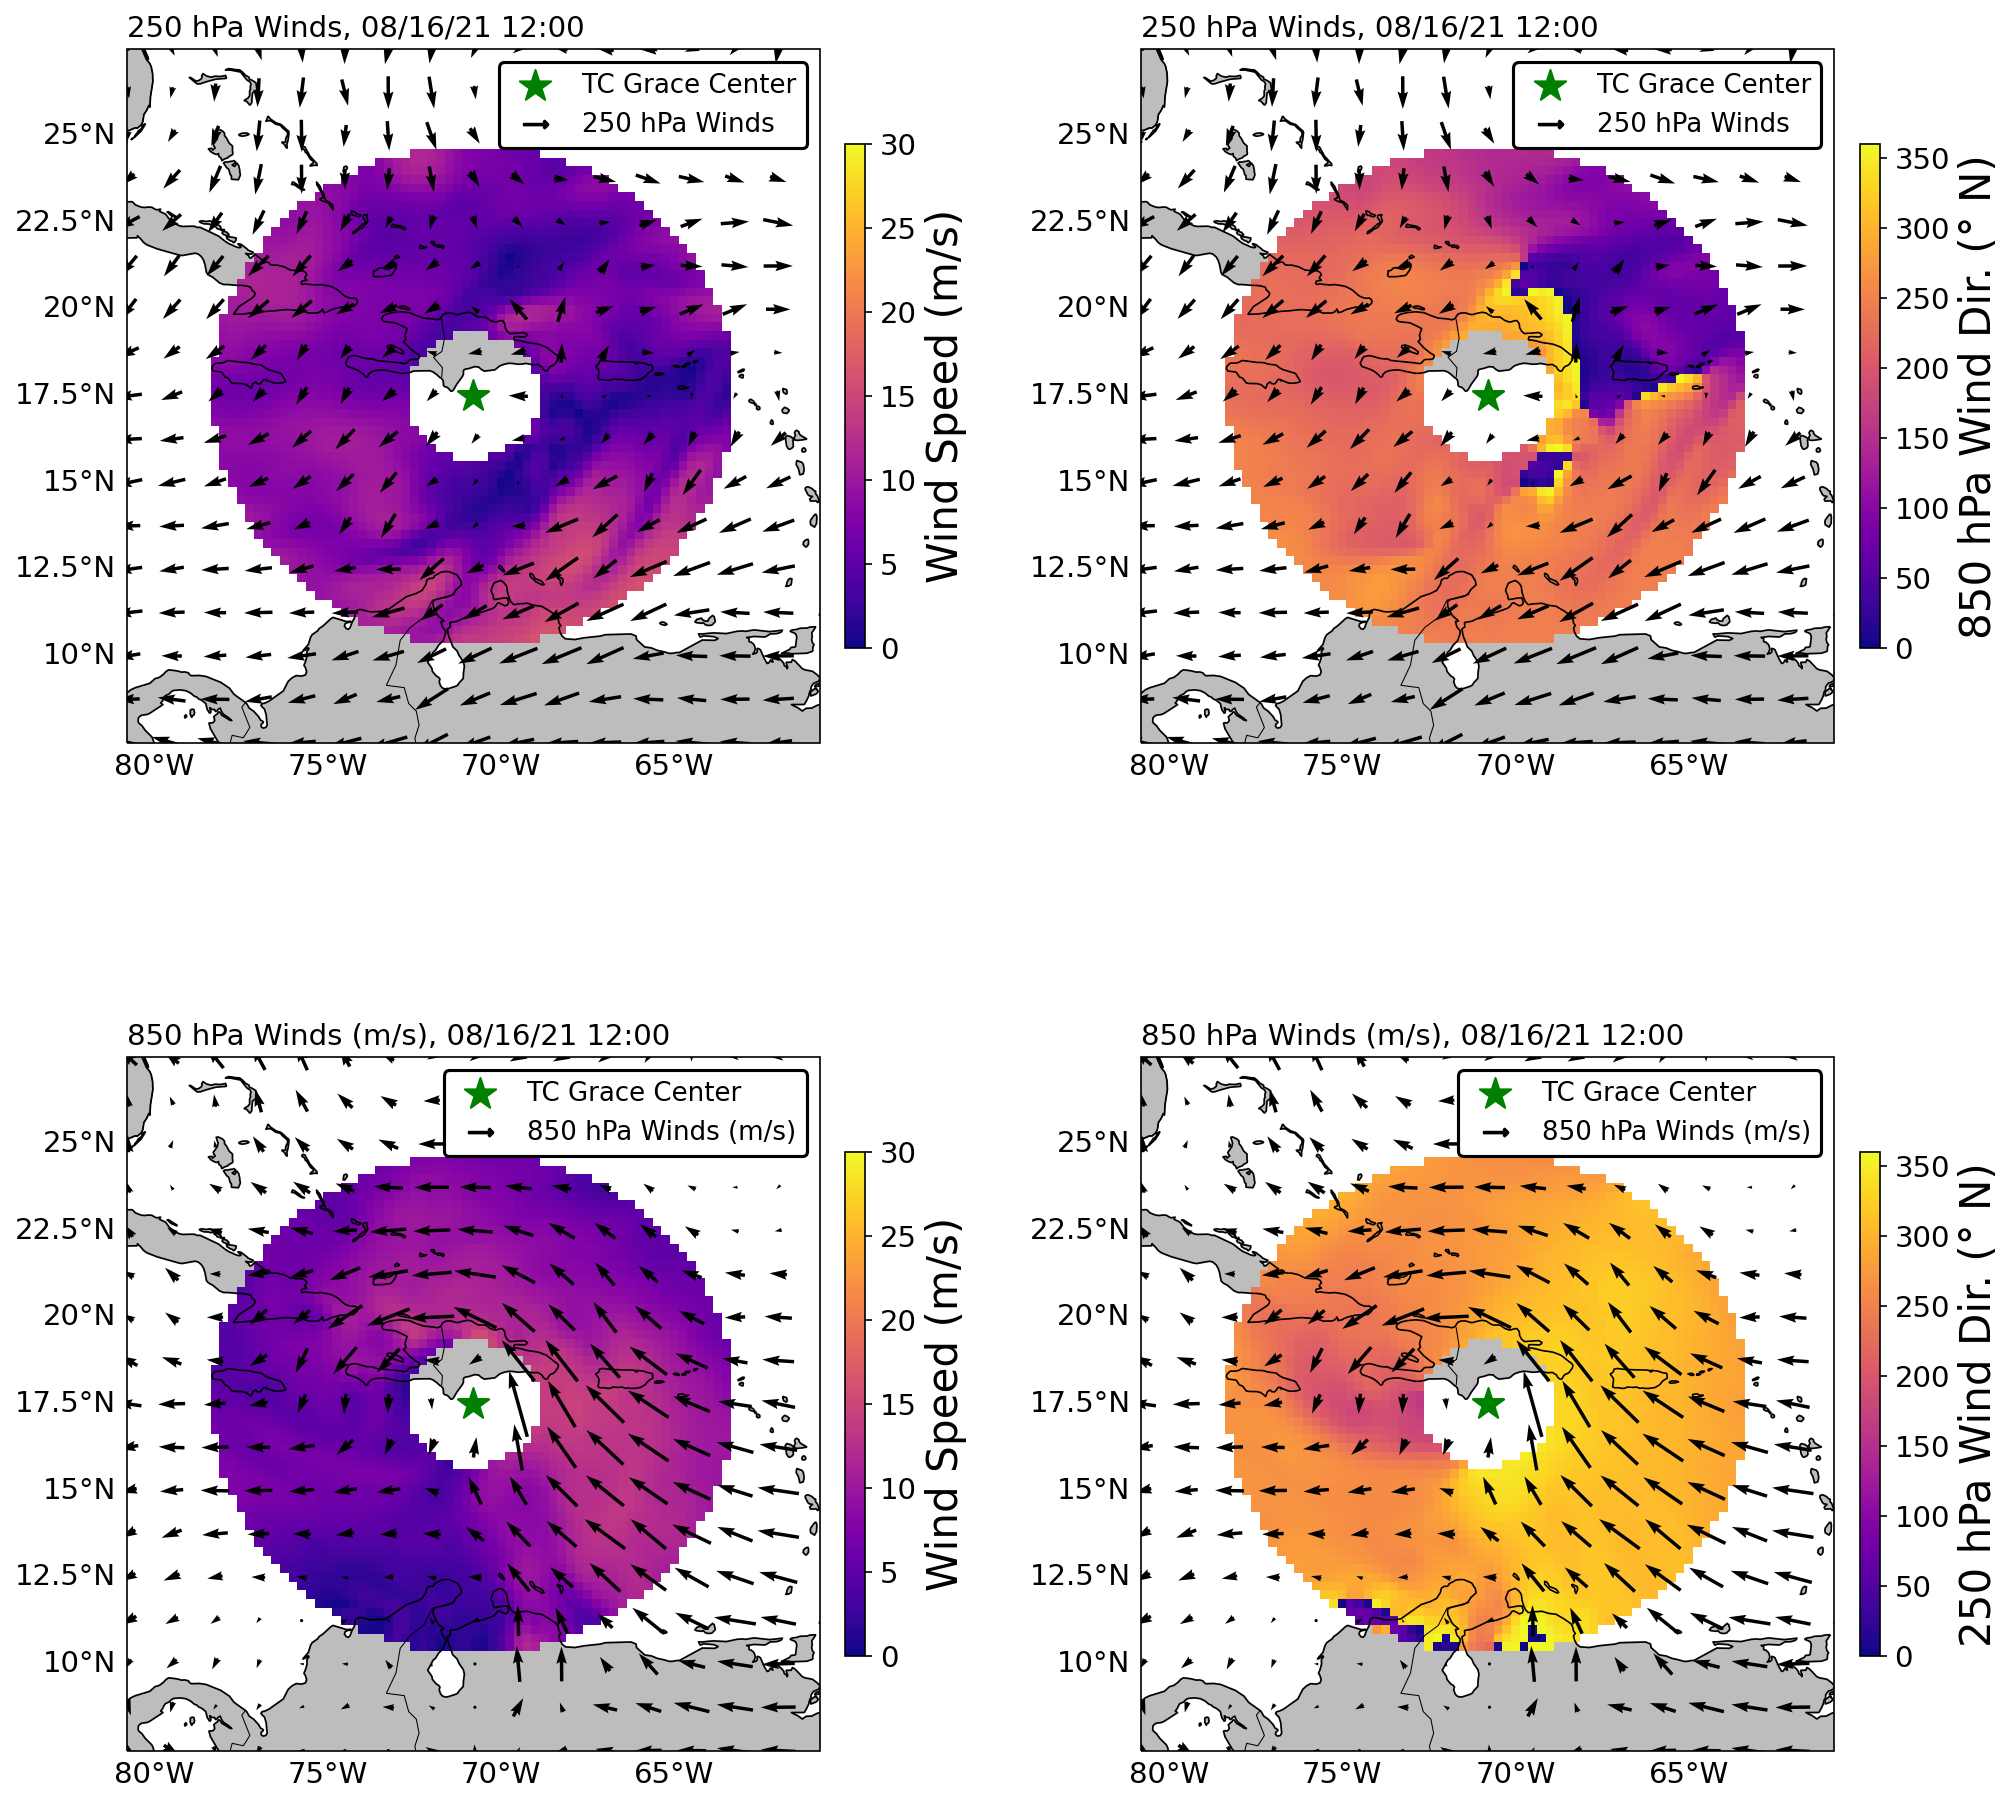 250 hPa Winds, 08/16/21 12:00
TC Grace Center
250 hPa Winds
25°N
22.5°N
20°N
17.5°N
15°N
12.5°N
10°N
80°W
75°W
70°W
65°W
30
25
20
15
10
5
0
Wind Speed (m/s)
250 hPa Winds, 08/16/21 12:00
TC Grace Center
250 hPa Winds
25°N
22.5°N
20°N
17.5°N
15°N
12.5°N
10°N
80°W
75°W
70°W
65°W
350
300
250
200
150
100
50
0
850 hPa Wind Dir. (° N)
850 hPa Winds (m/s), 08/16/21 12:00
TC Grace Center
850 hPa Winds (m/s)
25°N
22.5°N
20°N
17.5°N
15°N
12.5°N
10°N
80°W
75°W
70°W
65°W
30
25
20
15
10
5
0
Wind Speed (m/s)
850 hPa Winds (m/s), 08/16/21 12:00
TC Grace Center
850 hPa Winds (m/s)
25°N
22.5°N
20°N
17.5°N
15°N
12.5°N
10°N
80°W
75°W
70°W
65°W
350
300
250
200
150
100
50
0
250 hPa Wind Dir. (° N)